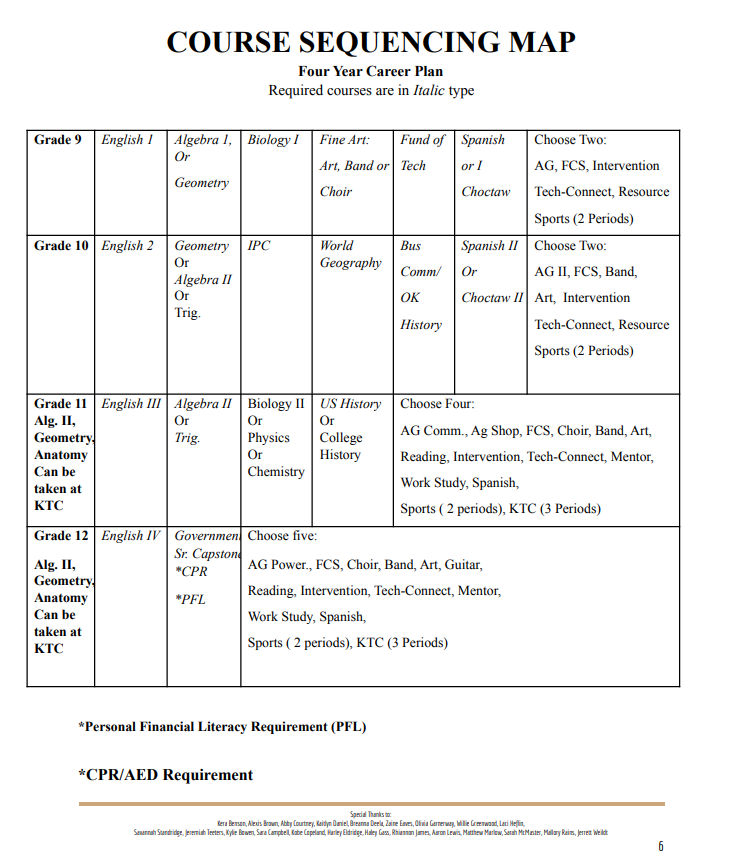 COURSE SEQUENCING MAP
Four Year Career Plan
Required courses are in Italic type
Grade 9
English 1
Algebra 1,
Or
Geometry
Biology I
Fine Art:
Art, Band or
Choir
Fund of
Tech
Spanish
or I
Choctaw
Choose Two:
AG, FCS, Intervention
Tech-Connect, Resource
Sports (2 Periods)
Grade 10
English 2
Geometry
Or
Algebra II
Or
Trig.
IPC
World
Geography
Bus
Comm/
OK
History
Spanish II
Or
Choctaw II
Choose Two:
AG II, FCS, Band,
Art, Intervention
Tech-Connect, Resource
Sports (2 Periods)
Grade 11
Alg. II,
Geometry,
Anatomy
Can be
taken at
KTC
English III
Algebra II
Or
Trig.
Biology II
Or
Physics
Or
Chemistry
US History
Or
College
History
Choose Four:
AG Comm., Ag Shop, FCS, Choir, Band, Art,
Reading, Intervention, Tech-Connect, Mentor,
Work Study, Spanish,
Sports ( 2 periods), KTC (3 Periods)
Grade 12
Alg. II,
Geometry,
Anatomy
Can be
taken at
KTC
English IV
Government
Sr. Capstone
*CPR
*PFL
Choose five:
AG Power., FCS, Choir, Band, Art, Guitar,
Reading, Intervention, Tech-Connect, Mentor,
Work Study, Spanish,
Sports ( 2 periods), KTC (3 Periods)
*Personal Financial Literacy Requirement (PFL)
*CPR/AED Requirement
Special Thanks to:
Kera Benson, Alexis Brown, Abby Courtney, Kaitlyn Daniel, Breanna Deela, Zaine Eaves, Olivia Garnerway, Willie Greenwood, Laci Heflin,
Savannah Standridge, Jeremiah Teeters, Kylie Bowen, Sara Campbell, Kobe Copeland, Harley Eldridge, Haley Gass, Rhiannon James, Aaron Lewis, Matthew Marlow, Sarah McMaster, Mallory Rains, Jerrett Weildt
6